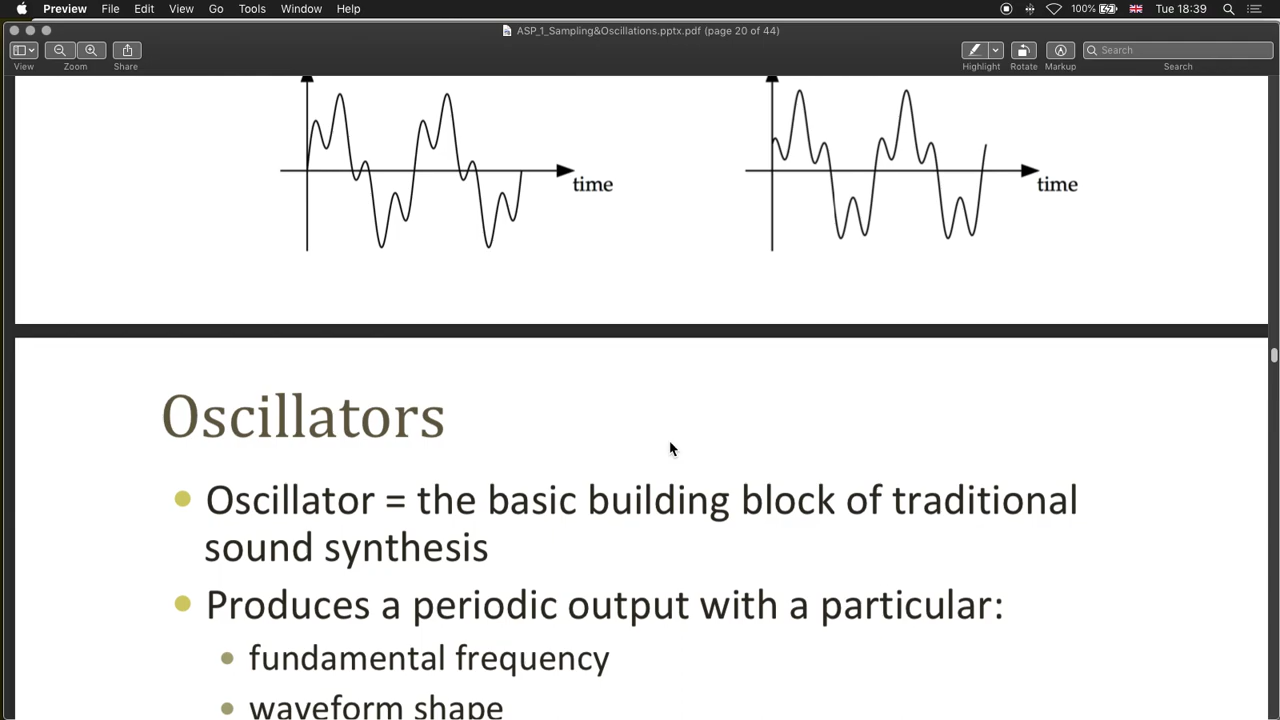 Preview File Edit View Go Tools Window Help 100% Tue 18:39
ASP_1_Sampling&Oscillations.pptx.pdf (page 20 of 44)
Search
View Zoom Share Highlight Rotate Markup Search
time time
Oscillators
Oscillator = the basic building block of traditional
sound synthesis
Produces a periodic output with a particular:
fundamental frequency
waveform shape